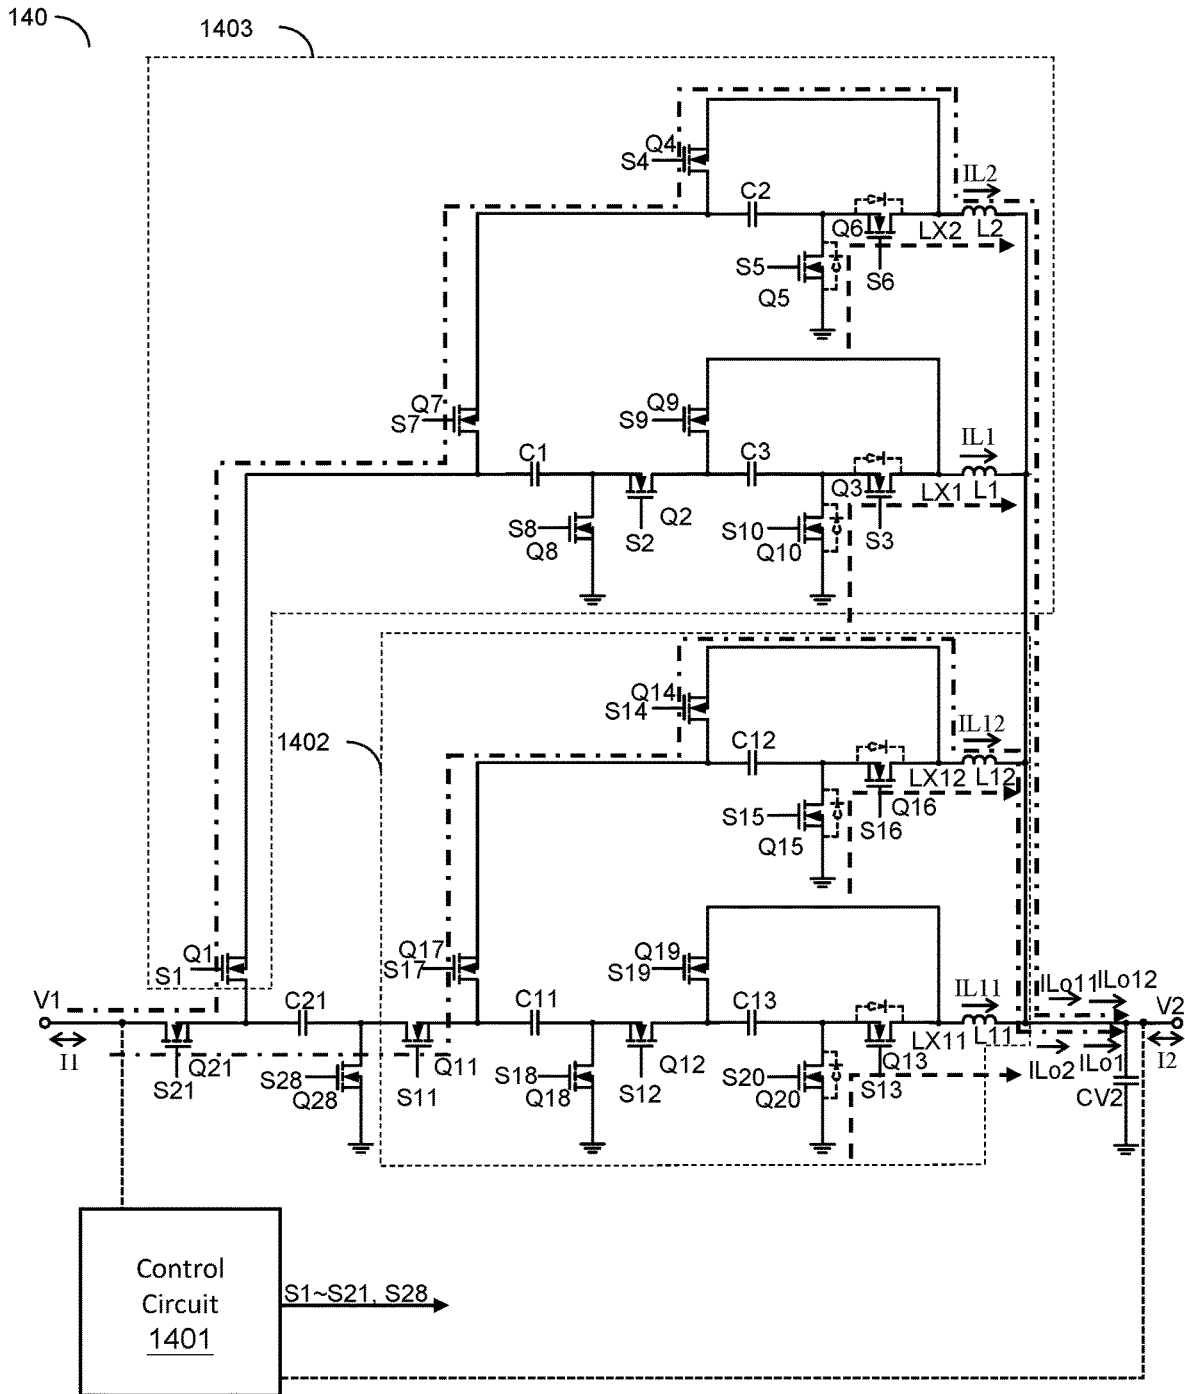 140
1403
Q4
S4
C2
IL2
Q6
LX2
L2
S5
Q5
S6
Q7
S7
Q9
S9
C1
C3
IL1
Q3
LX1
L1
S8
Q8
S2
Q2
S10
Q10
S3
1402
Q14
S14
C12
IL12
LX12
L12
S15
Q15
S16
Q16
Q1
S1
Q17
S17
Q19
S19
V1
I1
C21
C11
C13
IL11
ILo11
ILo12
V2
S21
Q21
S28
Q28
S11
Q11
S18
Q18
S12
Q12
S20
Q20
S13
Q13
LX11
L11
ILo2
ILo1
I2
CV2
Control
Circuit
1401
S1~S21, S28